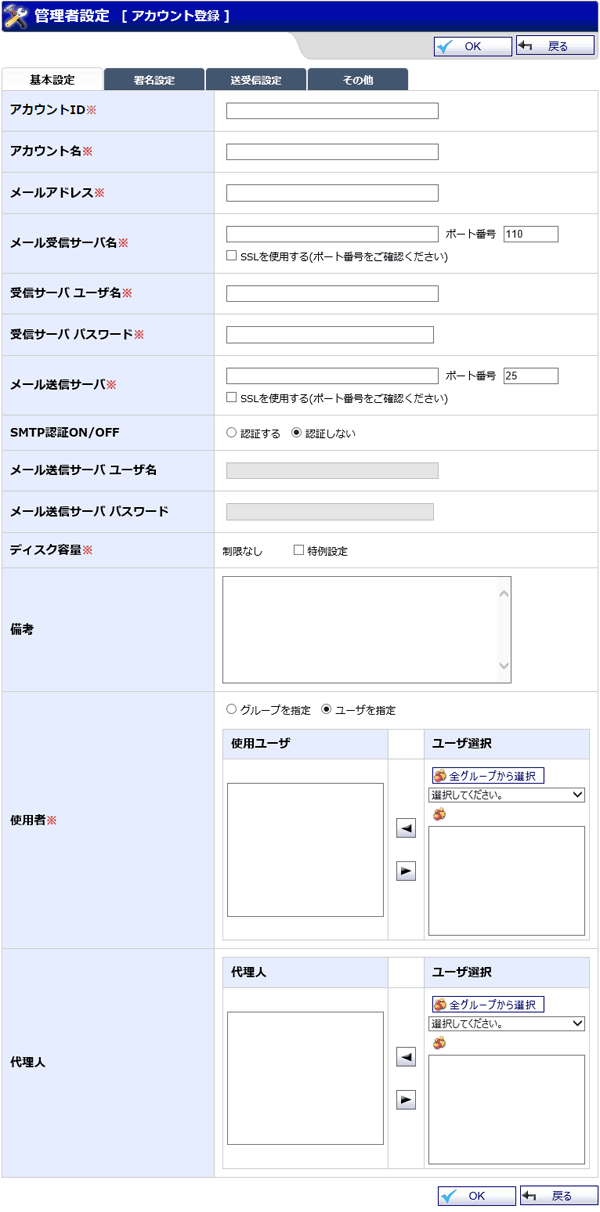 管理者設定 [ アカウント登録 ]
OK 戻る
基本設定 署名設定 送受信設定 その他
アカウントID※
アカウント名※
メールアドレス※
メール受信サーバ名※ ポート番号 110
SSLを使用する(ポート番号をご確認ください)
受信サーバ ユーザ名※
受信サーバ パスワード※
メール送信サーバ※ ポート番号 25
SSLを使用する(ポート番号をご確認ください)
SMTP認証ON/OFF 認証する 認証しない
メール送信サーバ ユーザ名
メール送信サーバ パスワード
ディスク容量※ 制限なし 特例設定
備考
グループを指定 ユーザを指定
使用ユーザ ユーザ選択
全グループから選択
選択してください。
使用者※
代理人 ユーザ選択
全グループから選択
選択してください。
代理人
OK 戻る